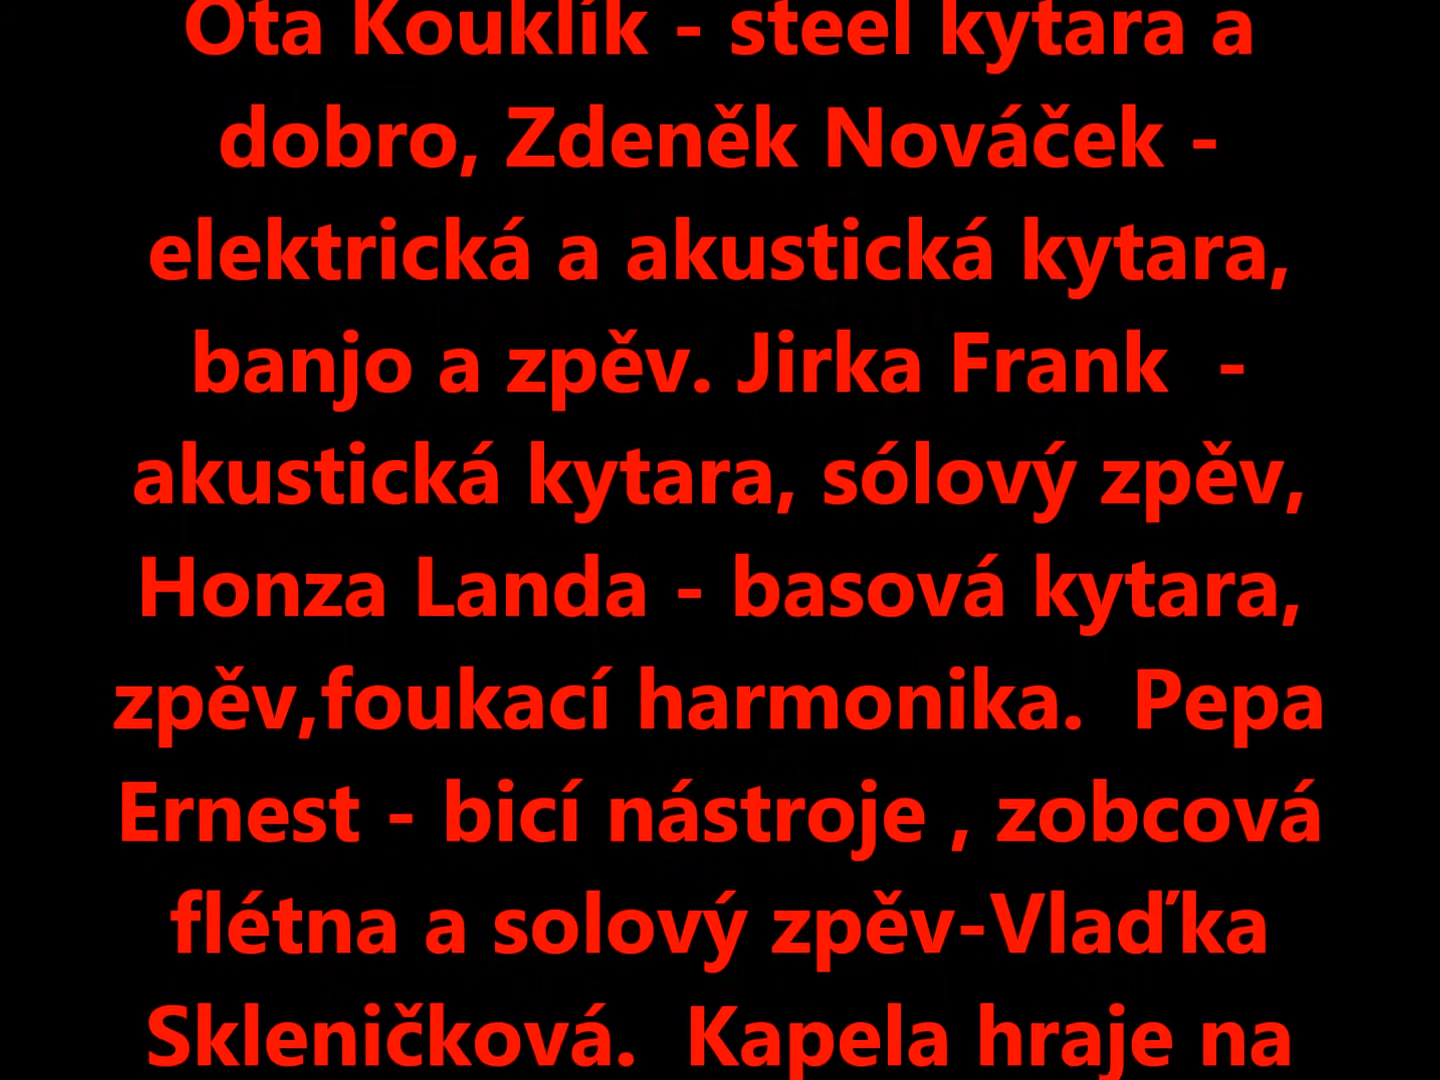 Ota Kouklík - steel kytara a
dobro, Zdeněk Nováček -
elektrická a akustická kytara,
banjo a zpěv. Jirka Frank  -
akustická kytara, sólový zpěv,
Honza Landa - basová kytara,
zpěv,foukací harmonika.  Pepa
Ernest - bicí nástroje , zobcová
flétna a solový zpěv-Vlaďka
Skleničková.  Kapela hraje na